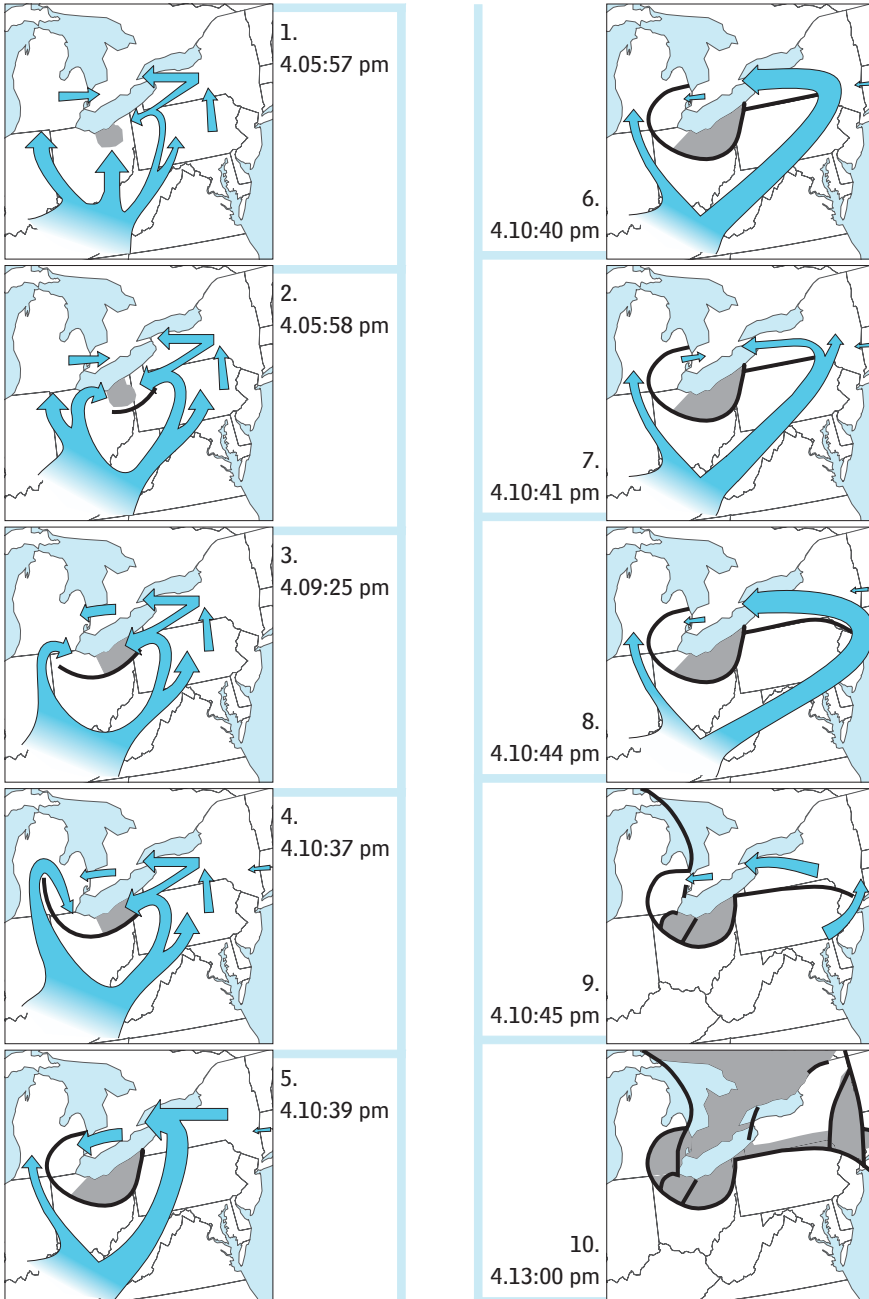 1.
4.05:57 pm
2.
4.05:58 pm
3.
4.09:25 pm
4.
4.10:37 pm
5.
4.10:39 pm
6.
4.10:40 pm
7.
4.10:41 pm
8.
4.10:44 pm
9.
4.10:45 pm
10.
4.13:00 pm